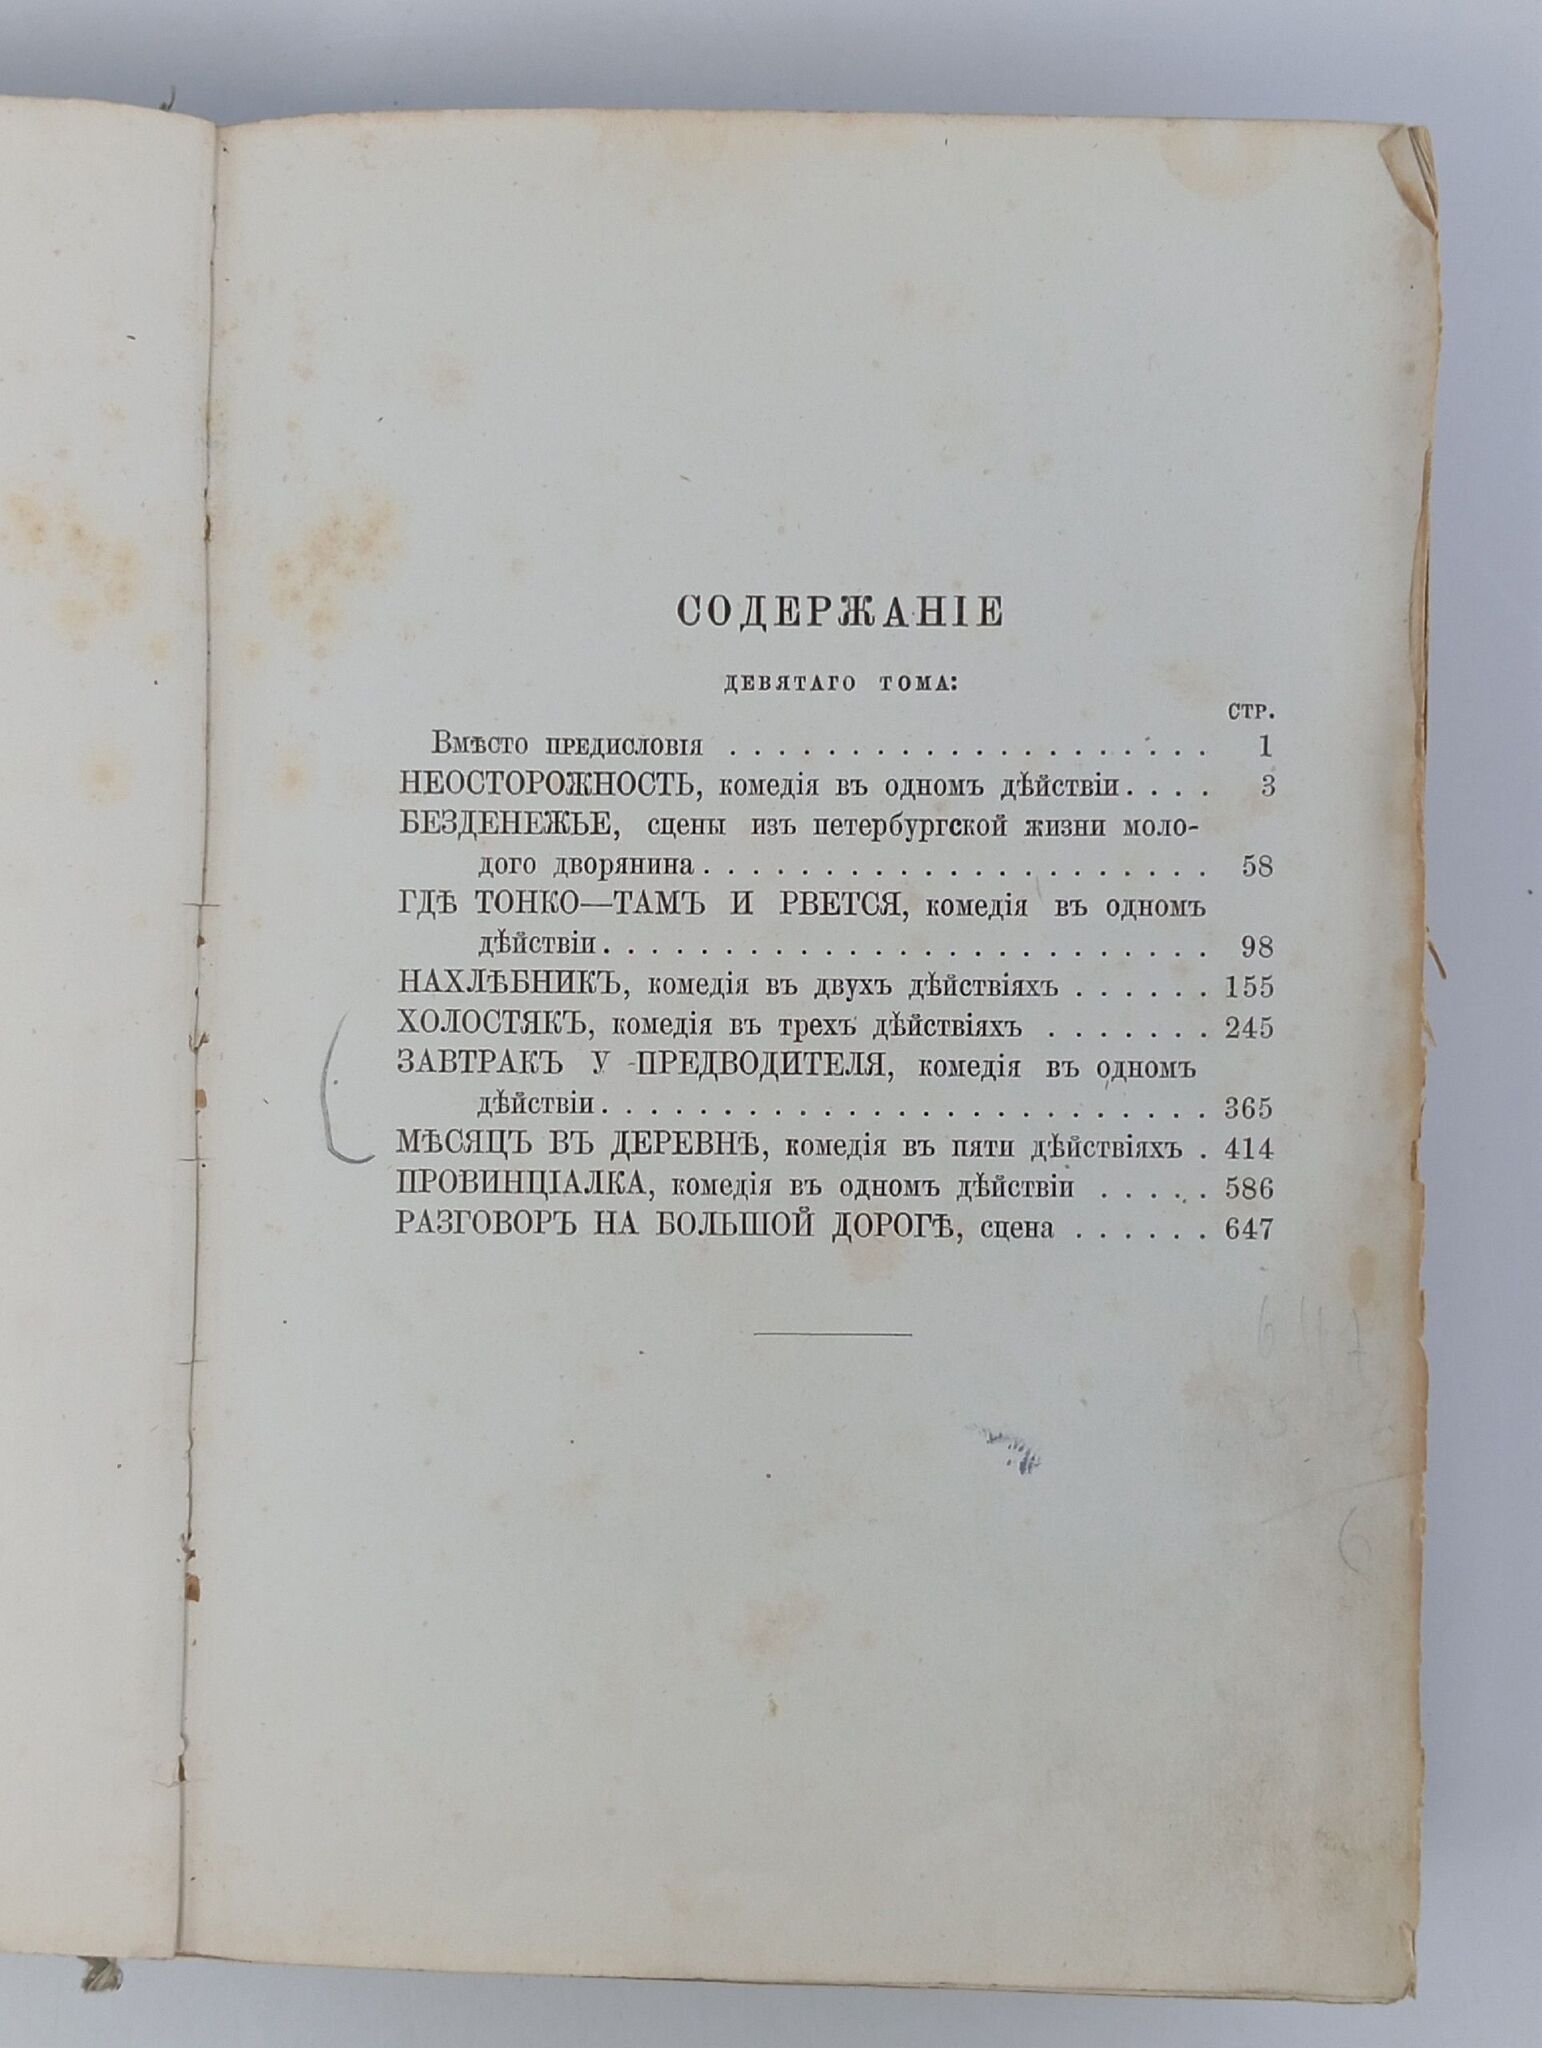 СОДЕРЖАНІЕ
ДЕВЯТАГО ТОМА:
СТР.
Вмѣсто предисловія . . . . . . . . . . . . . . . . . . . . . 1
НЕОСТОРОЖНОСТЬ, комедія въ одномъ дѣйствіи . . . . 3
БЕЗДЕНЕЖЬЕ, сцены изъ петербургской жизни моло-
дого дворянина . . . . . . . . . . . . . . . . . . . . . . 58
ГДѢ ТОНКО—ТАМЪ И РВЕТСЯ, комедія въ одномъ
дѣйствіи . . . . . . . . . . . . . . . . . . . . . . . . . . 98
НАХЛѢБНИКЪ, комедія въ двухъ дѣйствіяхъ . . . . . . 155
ХОЛОСТЯКЪ, комедія въ трехъ дѣйствіяхъ . . . . . . . 245
ЗАВТРАКЪ У ПРЕДВОДИТЕЛЯ, комедія въ одномъ
дѣйствіи . . . . . . . . . . . . . . . . . . . . . . . . . . 365
МѢСЯЦЪ ВЪ ДЕРЕВНѢ, комедія въ пяти дѣйствіяхъ . 414
ПРОВИНЦІАЛКА, комедія въ одномъ дѣйствіи . . . . . 586
РАЗГОВОРЪ НА БОЛЬШОЙ ДОРОГѢ, сцена . . . . . . 647
647